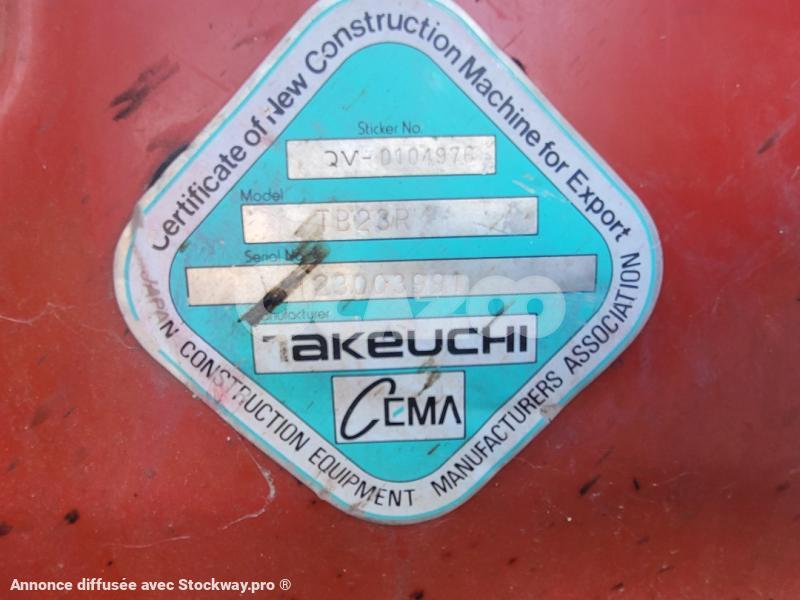 Certificate of New Construction Machine for Export
Sticker No.
QV-0104976
Model
TB23R
Serial No.
Manufacturer
TAKEUCHI
CEMA
JAPAN CONSTRUCTION EQUIPMENT MANUFACTURERS ASSOCIATION
Annonce diffusée avec Stockway.pro ®